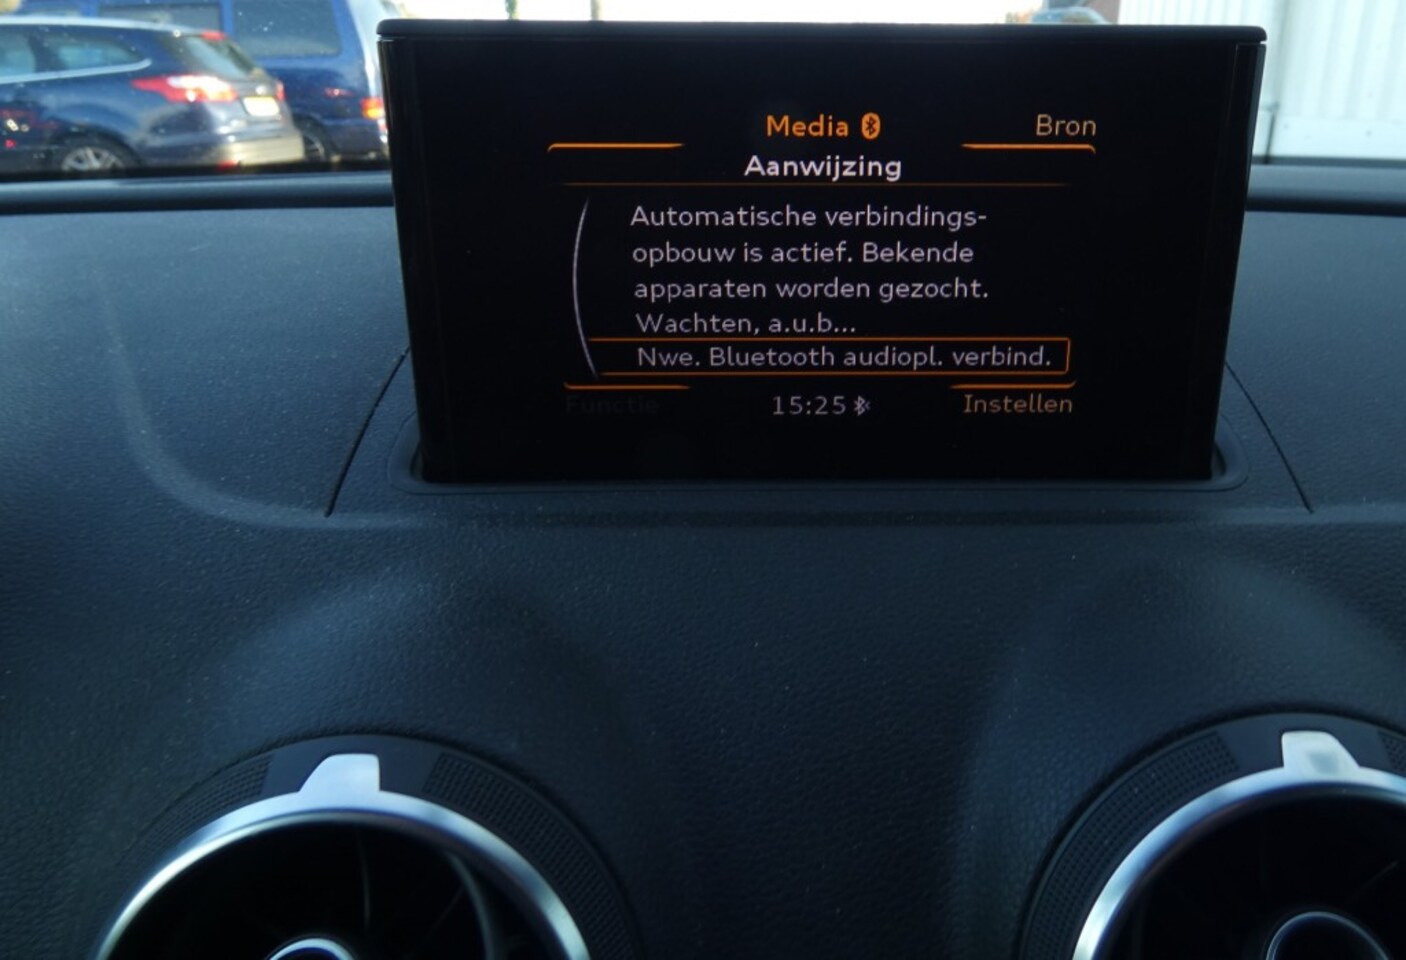 Media Bron
Aanwijzing
Automatische verbindings-
opbouw is actief. Bekende
apparaten worden gezocht.
Wachten, a.u.b...
Nwe. Bluetooth audiopl. verbind.
Functie 15:25 Instellen